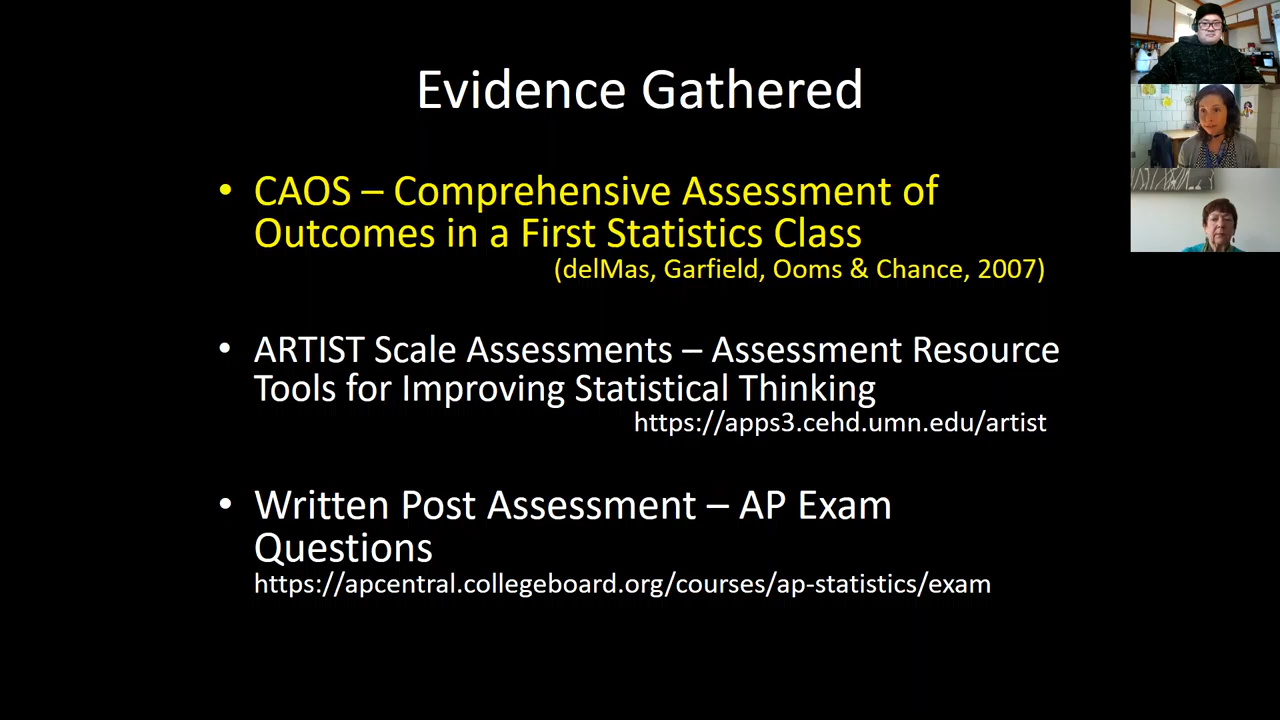 Evidence Gathered
• CAOS – Comprehensive Assessment of
Outcomes in a First Statistics Class
(delMas, Garfield, Ooms & Chance, 2007)
• ARTIST Scale Assessments – Assessment Resource
Tools for Improving Statistical Thinking
https://apps3.cehd.umn.edu/artist
• Written Post Assessment – AP Exam
Questions
https://apcentral.collegeboard.org/courses/ap-statistics/exam